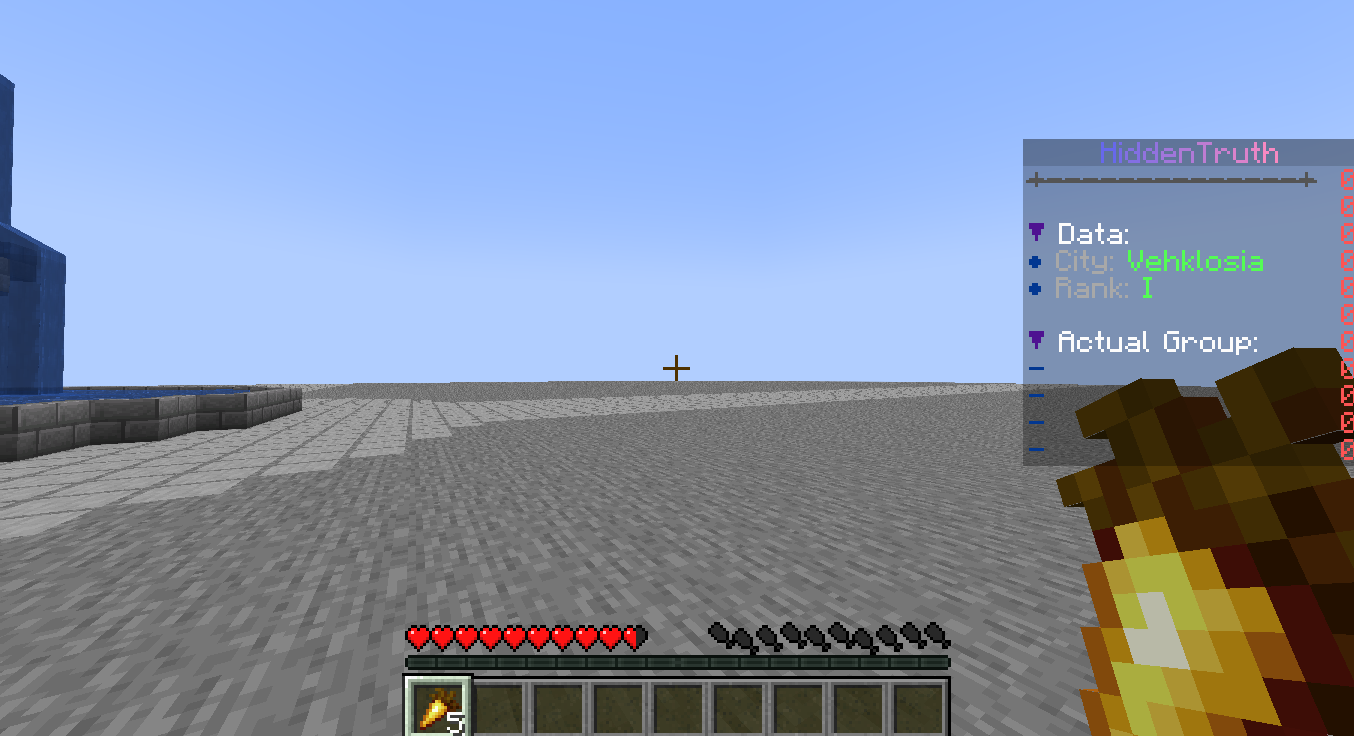 HiddenTruth
Data:
City: Vehklosia
Rank: I
Actual Group:
5